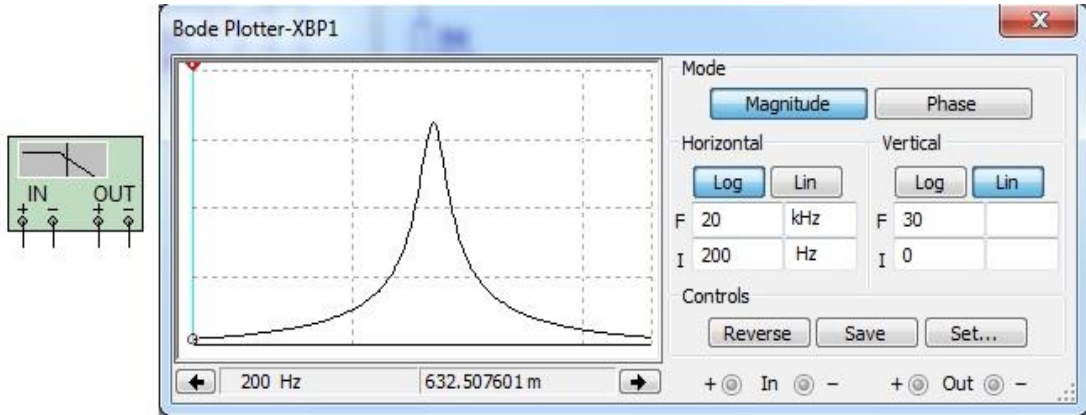 Bode Plotter-XBP1
x
Mode
Magnitude Phase
Horizontal Vertical
Log Lin Log Lin
F 20 kHz F 30
I 200 Hz I 0
Controls
Reverse Save Set...
200 Hz 632.507601 m
+ In - + Out -
IN OUT
+ - + -